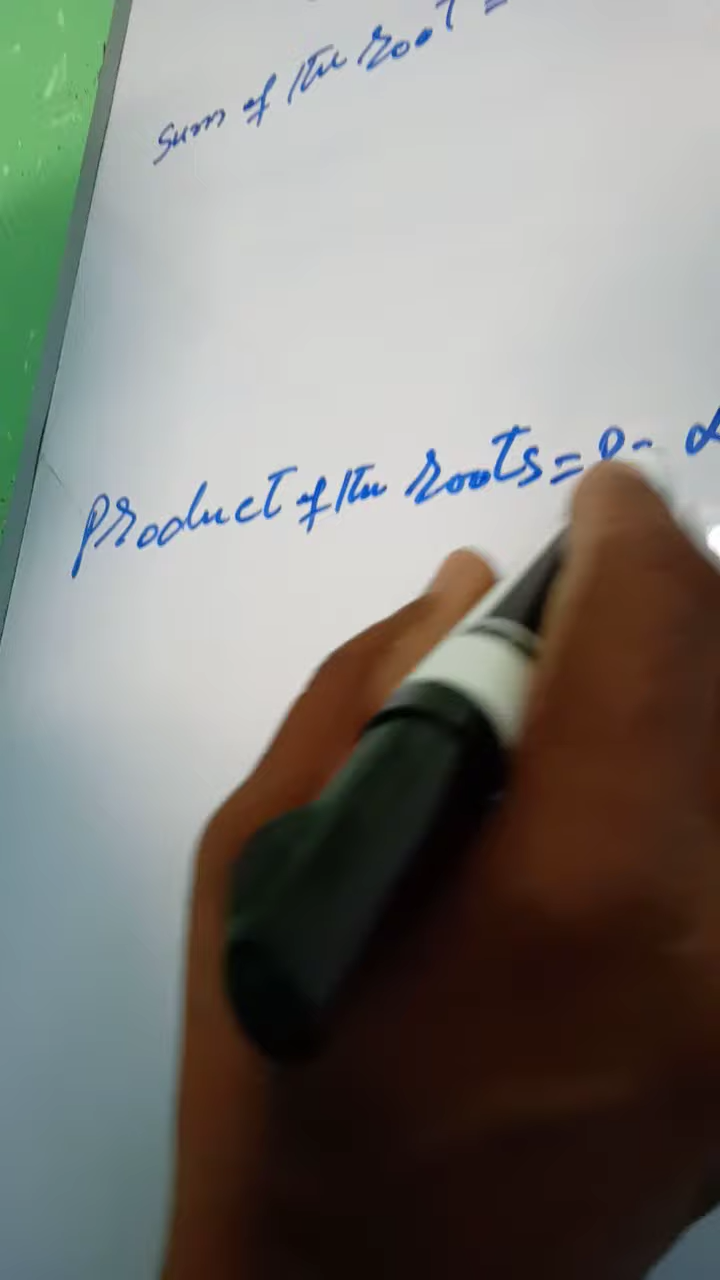 Sum of the root =
Product of the roots = P = α